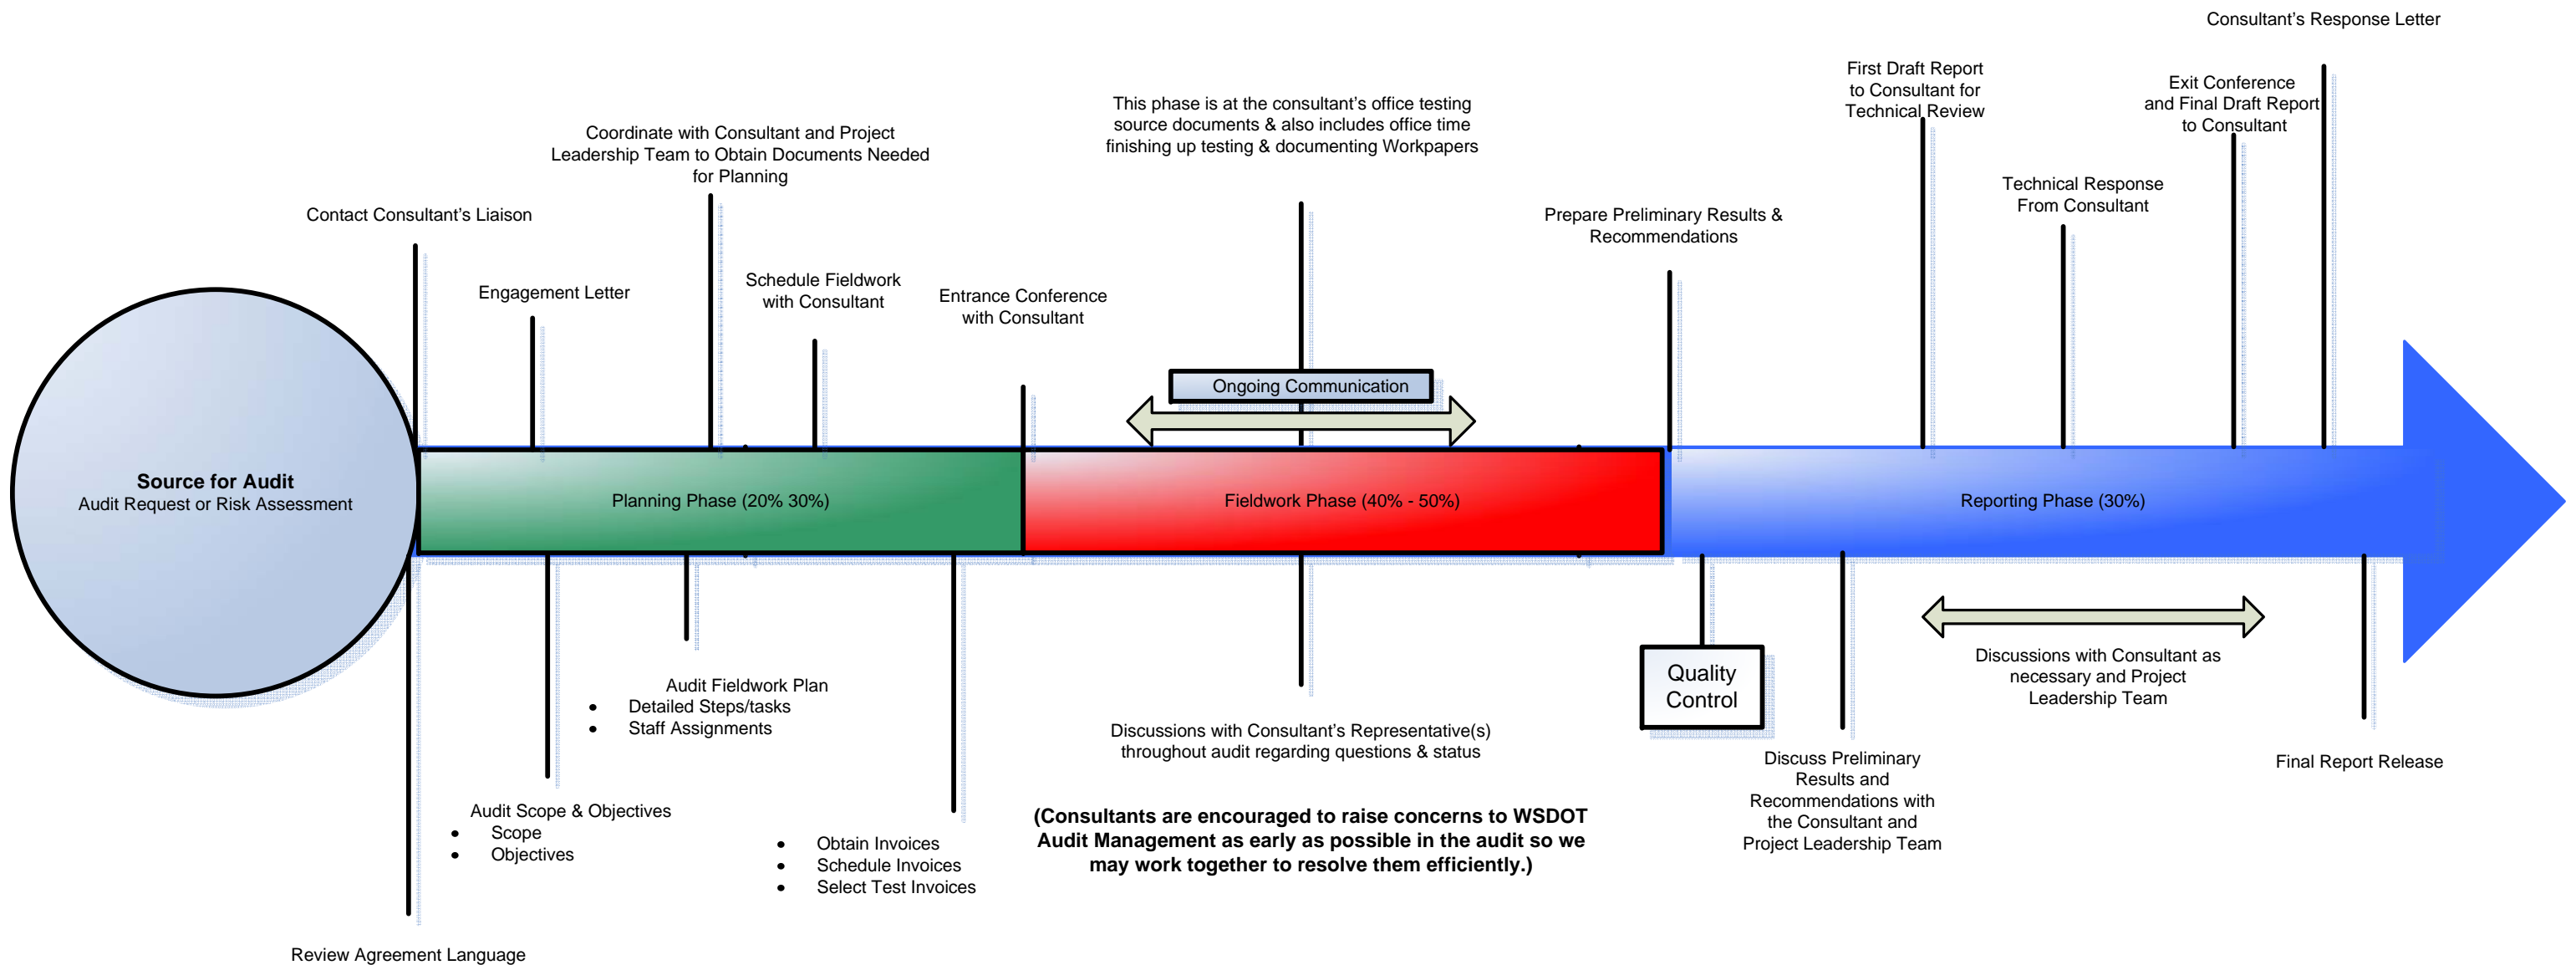 Consultant's Response Letter
First Draft Report
to Consultant for
Technical Review
Exit Conference
and Final Draft Report
to Consultant
This phase is at the consultant's office testing
source documents & also includes office time
finishing up testing & documenting Workpapers
Coordinate with Consultant and Project
Leadership Team to Obtain Documents Needed
for Planning
Technical Response
From Consultant
Contact Consultant's Liaison
Prepare Preliminary Results &
Recommendations
Engagement Letter
Schedule Fieldwork
with Consultant
Entrance Conference
with Consultant
Ongoing Communication
Source for Audit
Audit Request or Risk Assessment
Planning Phase (20% 30%)
Fieldwork Phase (40% - 50%)
Reporting Phase (30%)
Quality
Control
Discussions with Consultant as
necessary and Project
Leadership Team
Audit Fieldwork Plan
• Detailed Steps/tasks
• Staff Assignments
Discussions with Consultant's Representative(s)
throughout audit regarding questions & status
Discuss Preliminary
Results and
Recommendations with
the Consultant and
Project Leadership Team
Final Report Release
Audit Scope & Objectives
• Scope
• Objectives
(Consultants are encouraged to raise concerns to WSDOT
Audit Management as early as possible in the audit so we
may work together to resolve them efficiently.)
• Obtain Invoices
• Schedule Invoices
• Select Test Invoices
Review Agreement Language